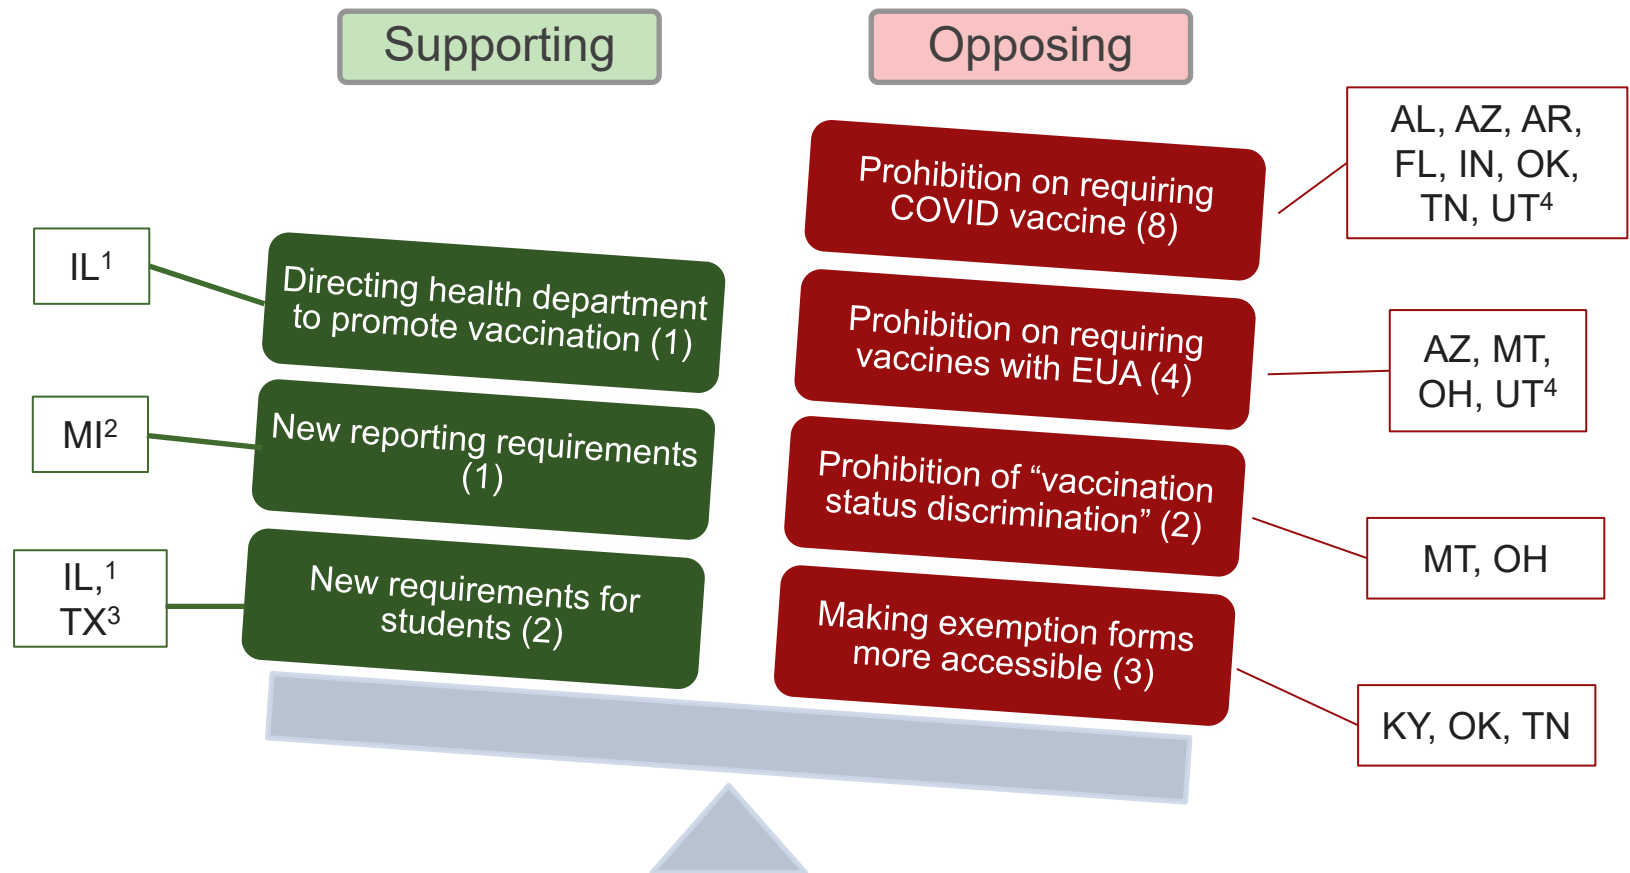 Supporting
Opposing
IL¹
Directing health department
to promote vaccination (1)
MI²
New reporting requirements
(1)
IL,¹
TX³
New requirements for
students (2)
Prohibition on requiring
COVID vaccine (8)
AL, AZ, AR,
FL, IN, OK,
TN, UT⁴
Prohibition on requiring
vaccines with EUA (4)
AZ, MT,
OH, UT⁴
Prohibition of “vaccination
status discrimination” (2)
MT, OH
Making exemption forms
more accessible (3)
KY, OK, TN